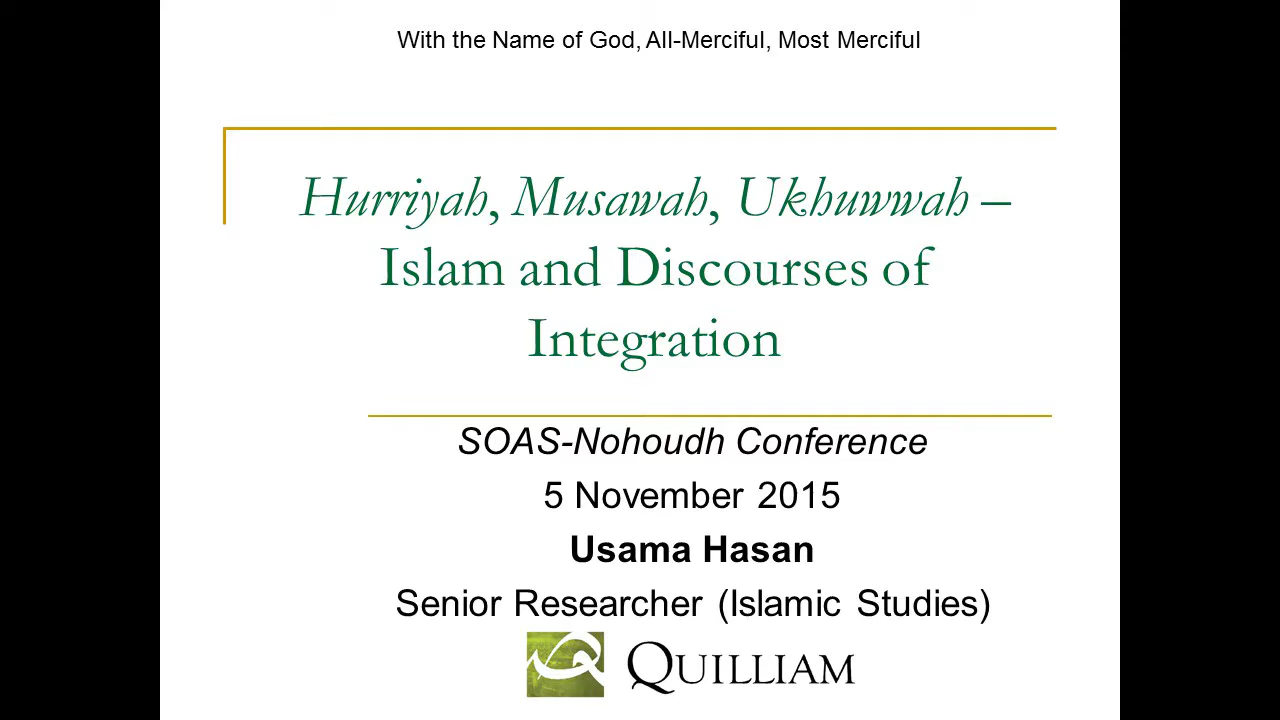 With the Name of God, All-Merciful, Most Merciful
Hurriyah, Musawah, Ukhuwwah –
Islam and Discourses of
Integration
SOAS-Nohoudh Conference
5 November 2015
Usama Hasan
Senior Researcher (Islamic Studies)
QUILLIAM